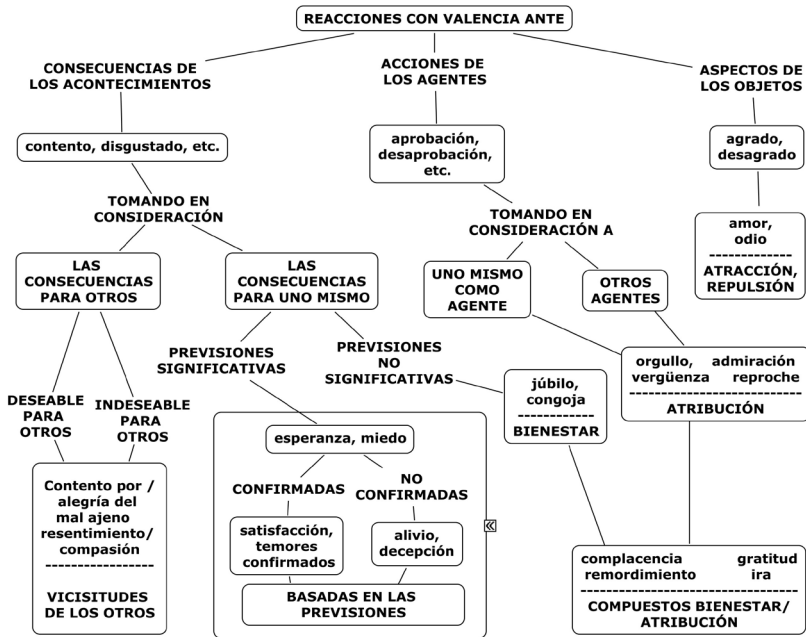 REACCIONES CON VALENCIA ANTE
CONSECUENCIAS DE
LOS ACONTECIMIENTOS
ACCIONES DE
LOS AGENTES
ASPECTOS DE
LOS OBJETOS
contento, disgustado, etc.
aprobación,
desaprobación,
etc.
agrado,
desagrado
TOMANDO EN
CONSIDERACIÓN
TOMANDO EN
CONSIDERACIÓN A
amor,
odio
-------------
ATRACCIÓN,
REPULSIÓN
LAS
CONSECUENCIAS
PARA OTROS
LAS
CONSECUENCIAS
PARA UNO MISMO
UNO MISMO
COMO
AGENTE
OTROS
AGENTES
PREVISIONES
SIGNIFICATIVAS
PREVISIONES
NO
SIGNIFICATIVAS
DESEABLE
PARA
OTROS
INDESEABLE
PARA
OTROS
júbilo,
congoja
------------
BIENESTAR
orgullo, admiración
vergüenza reproche
-----------------------------
ATRIBUCIÓN
esperanza, miedo
CONFIRMADAS
NO
CONFIRMADAS
satisfacción,
temores
confirmados
alivio,
decepción
BASADAS EN LAS
PREVISIONES
Contento por /
alegría del
mal ajeno
resentimiento/
compasión
-----------------
VICISITUDES
DE LOS OTROS
complacencia gratitud
remordimiento ira
---------------------------------
COMPUESTOS BIENESTAR/
ATRIBUCIÓN